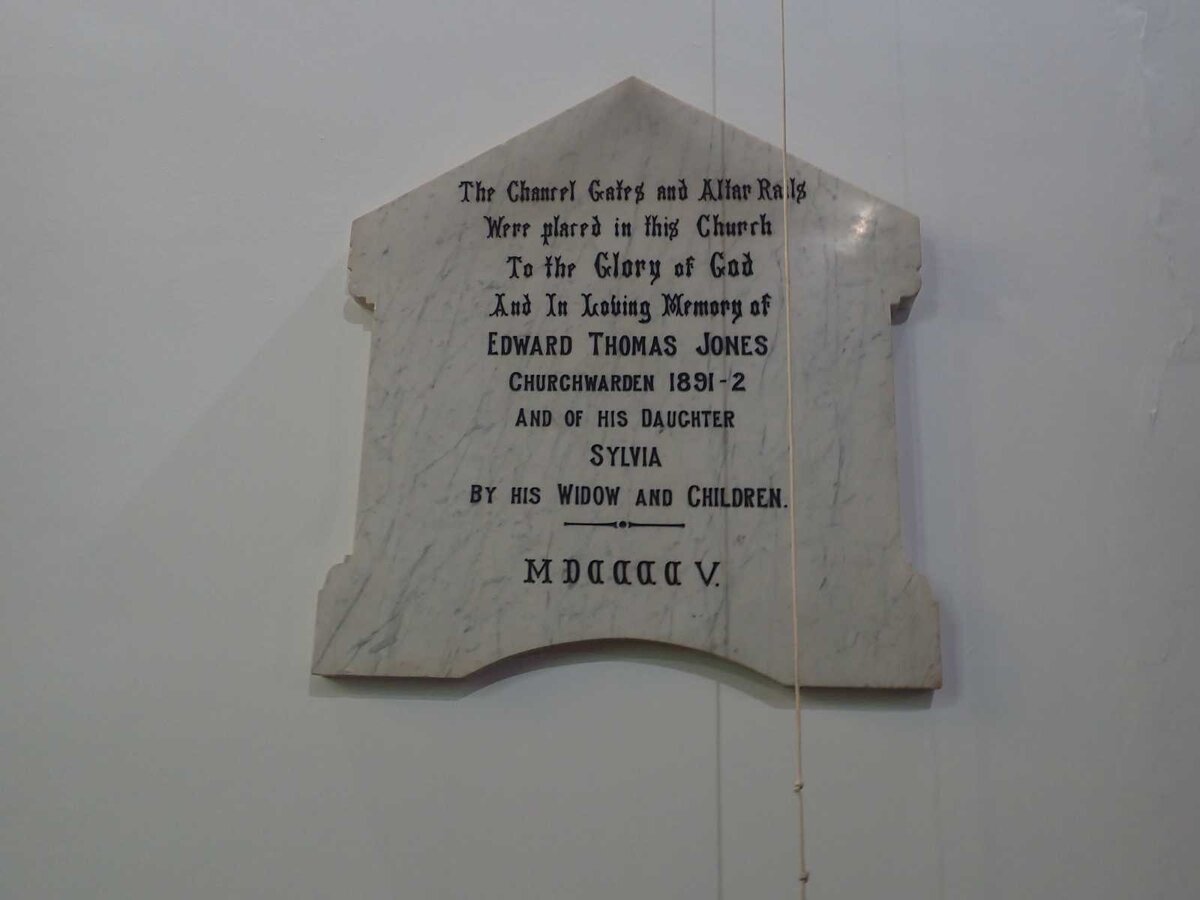 The Chancel Gates and Altar Rails
Were placed in this Church
To the Glory of God
And In Loving Memory of
EDWARD THOMAS JONES
CHURCHWARDEN 1891-2
AND OF HIS DAUGHTER
SYLVIA
BY HIS WIDOW AND CHILDREN.
MDCCCCV.